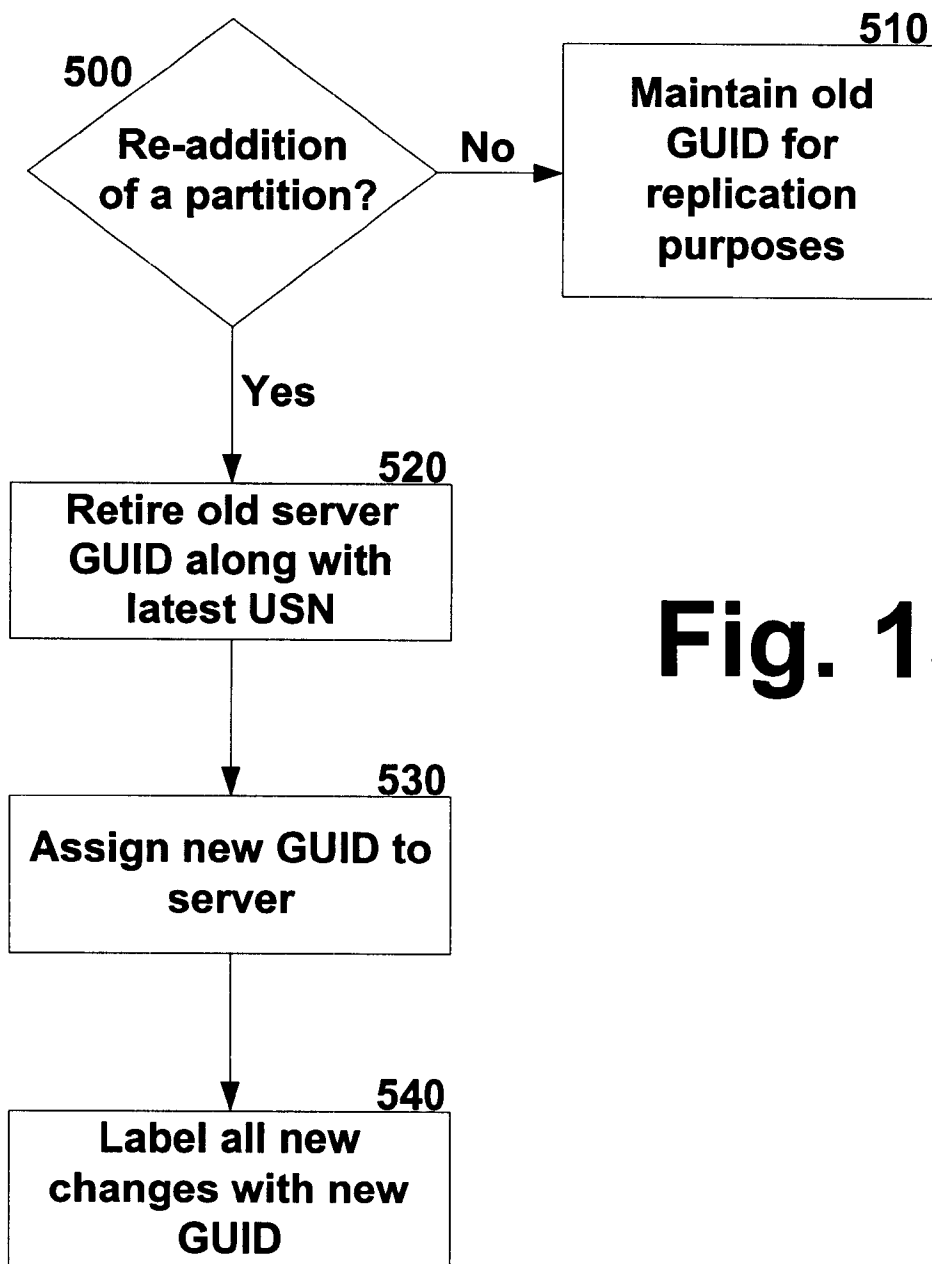 500
Re-addition
of a partition?
No
510
Maintain old
GUID for
replication
purposes
Yes
520
Retire old server
GUID along with
latest USN
Fig. 1
530
Assign new GUID to
server
540
Label all new
changes with new
GUID